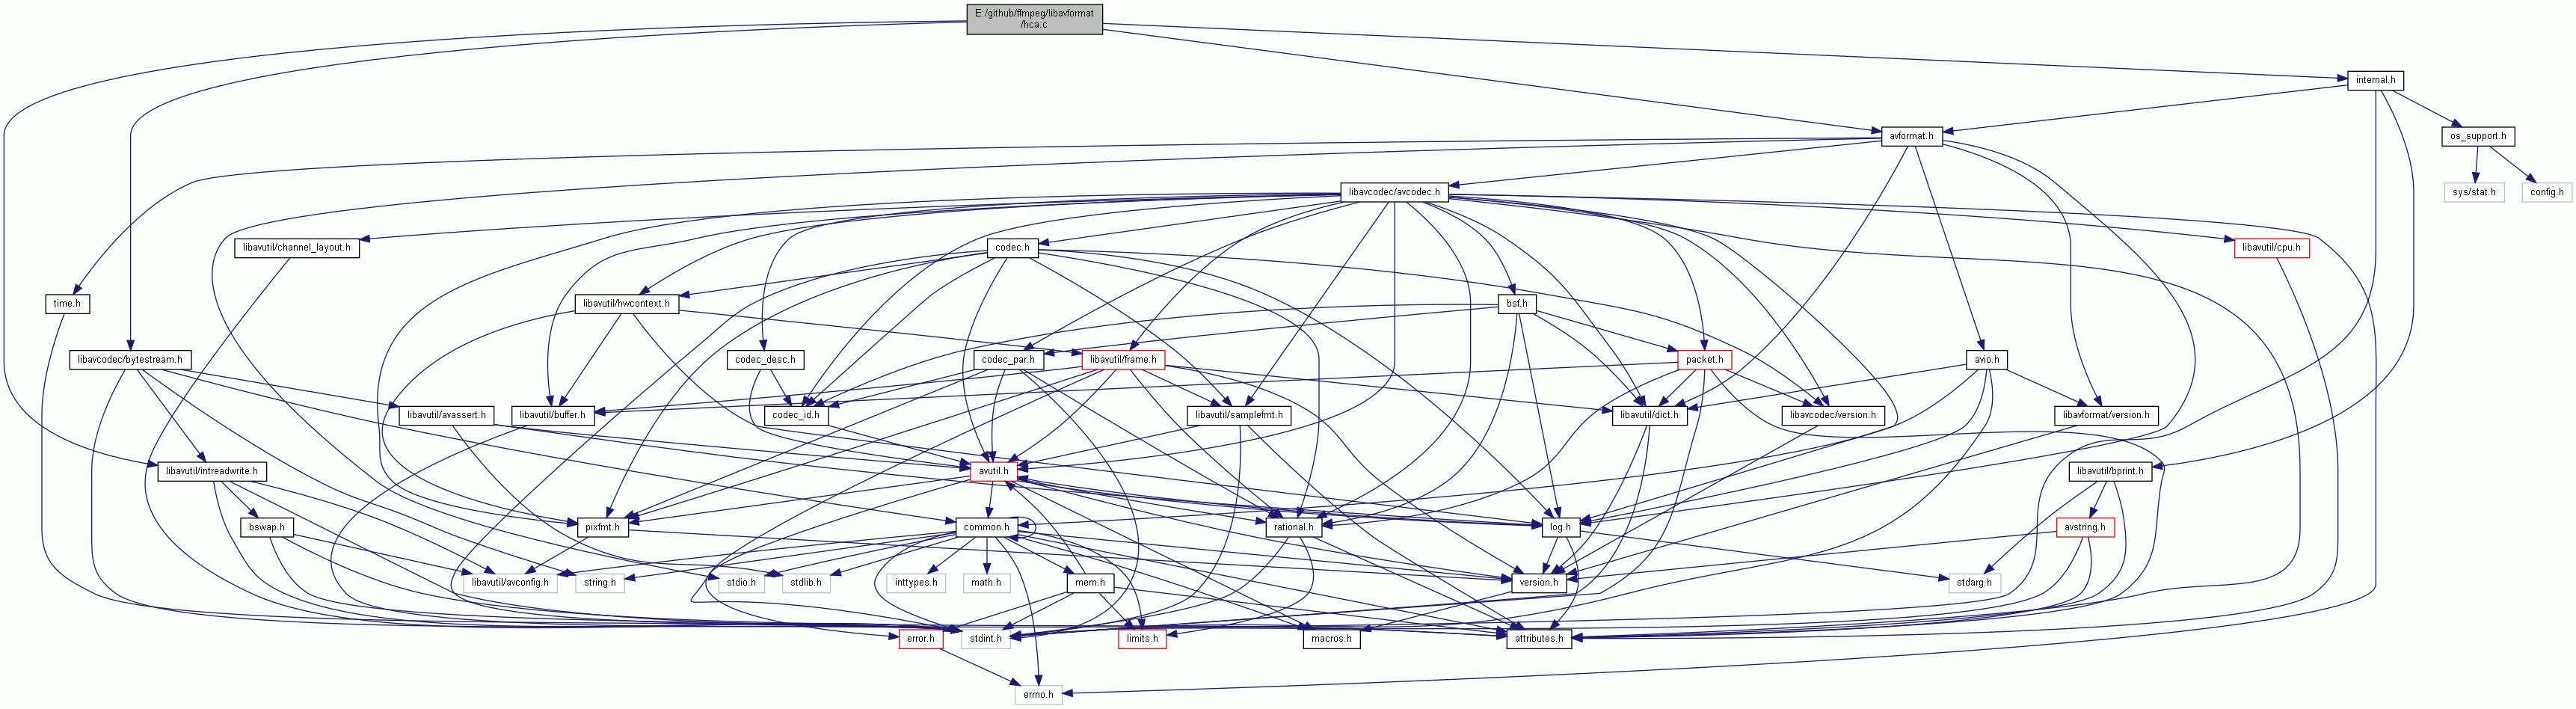 E:/github/ffmpeg/libavformat
/hca.c
internal.h
avformat.h
os_support.h
libavcodec/avcodec.h
sys/stat.h
config.h
libavutil/channel_layout.h
codec.h
libavutil/cpu.h
time.h
libavutil/hwcontext.h
bsf.h
libavcodec/bytestream.h
codec_desc.h
codec_par.h
libavutil/frame.h
packet.h
avio.h
libavutil/avassert.h
libavutil/buffer.h
codec_id.h
libavutil/samplefmt.h
libavutil/dict.h
libavcodec/version.h
libavformat/version.h
libavutil/intreadwrite.h
avutil.h
libavutil/bprint.h
bswap.h
pixfmt.h
common.h
rational.h
log.h
avstring.h
libavutil/avconfig.h
string.h
stdio.h
stdlib.h
inttypes.h
math.h
mem.h
version.h
stdarg.h
error.h
stdint.h
limits.h
macros.h
attributes.h
errno.h